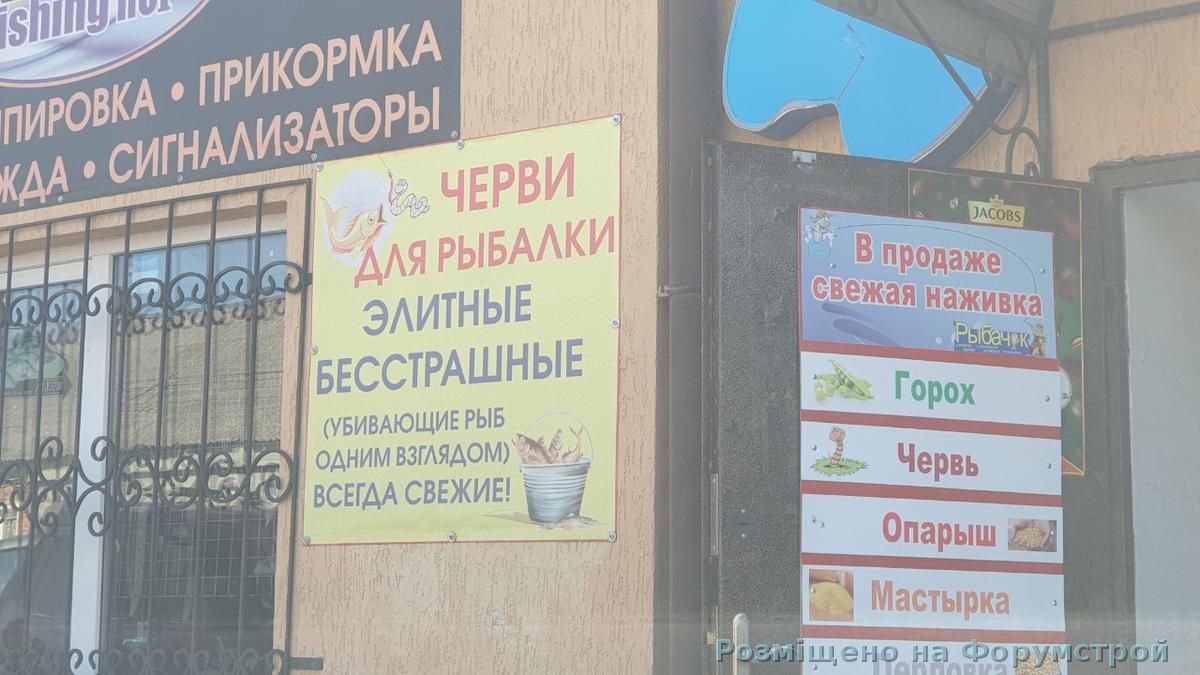 ishing.net
ПИРОВКА • ПРИКОРМКА
ЖДА • СИГНАЛИЗАТОРЫ
ЧЕРВИ
ДЛЯ РЫБАЛКИ
ЭЛИТНЫЕ
БЕССТРАШНЫЕ
(УБИВАЮЩИЕ РЫБ
ОДНИМ ВЗГЛЯДОМ)
ВСЕГДА СВЕЖИЕ!
JACOBS
В продаже
свежая наживка
Рыбачок
Горох
Червь
Опарыш
Мастырка
Перловка
Розміщено на Форумстрой